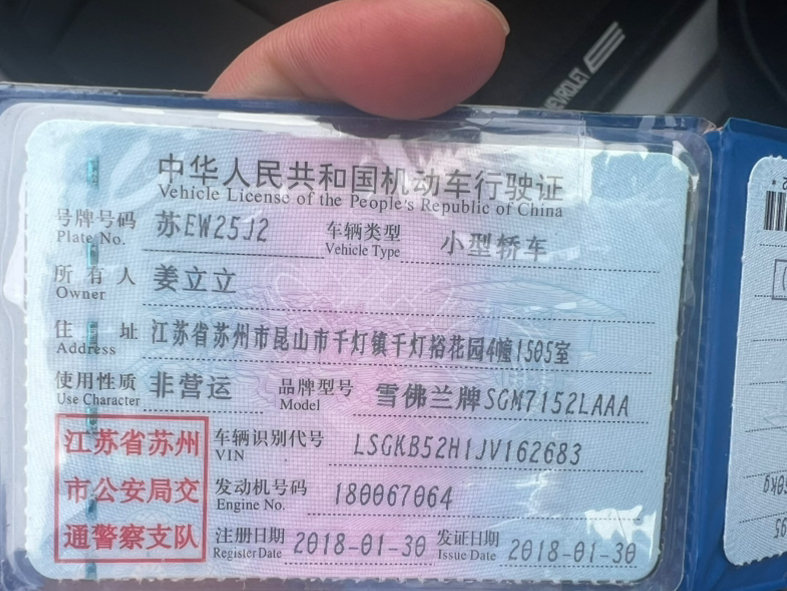 中华人民共和国机动车行驶证
Vehicle License of the People's Republic of China
号牌号码 苏EW25J2 车辆类型 小型轿车
Plate No. Vehicle Type
所有人 姜立立
Owner
住址 江苏省苏州市昆山市千灯镇千灯裕花园4幢1505室
Address
使用性质 非营运 品牌型号 雪佛兰牌SGM7152LAAA
Use Character Model
江苏省苏州 车辆识别代号 LSGKB52H1JV162683
VIN
市公安局交 发动机号码 180067064
Engine No.
通警察支队 注册日期 2018-01-30 发证日期 2018-01-30
Register Date Issue Date